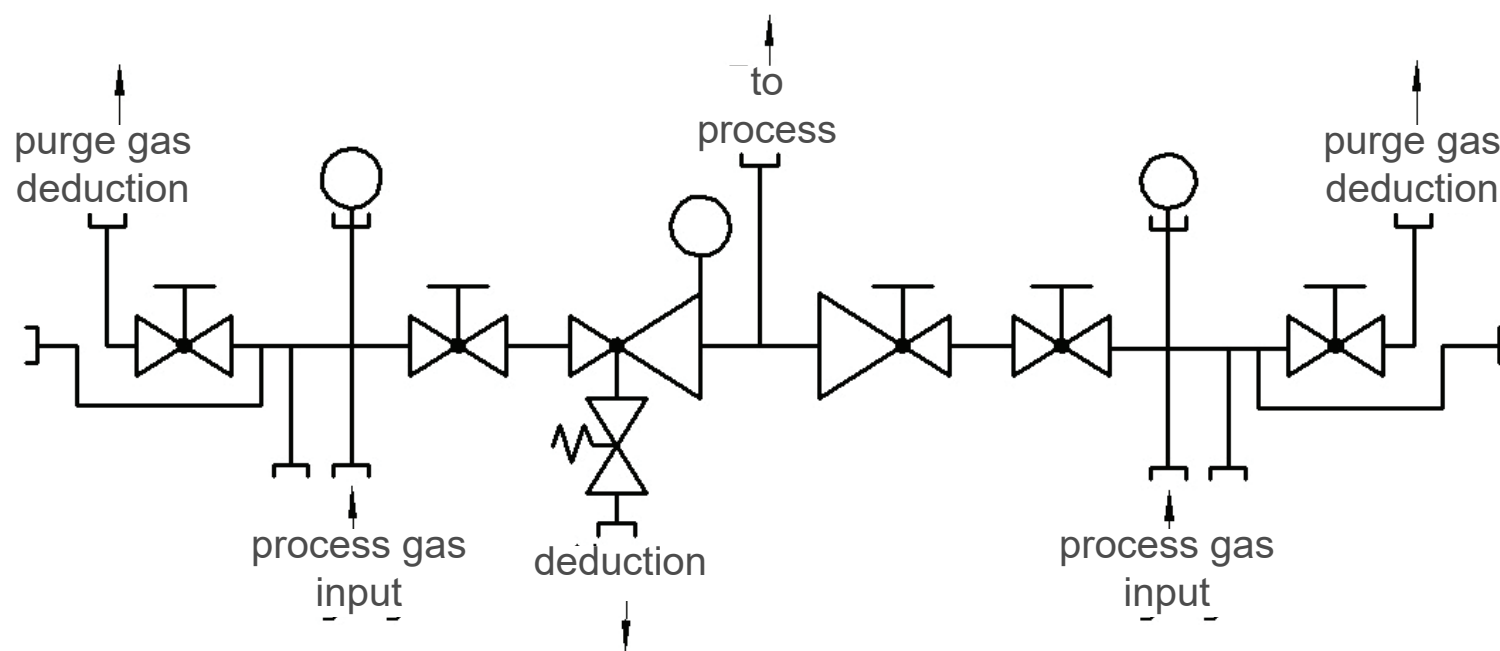 to
process
purge gas
deduction
purge gas
deduction
process gas
input
deduction
process gas
input